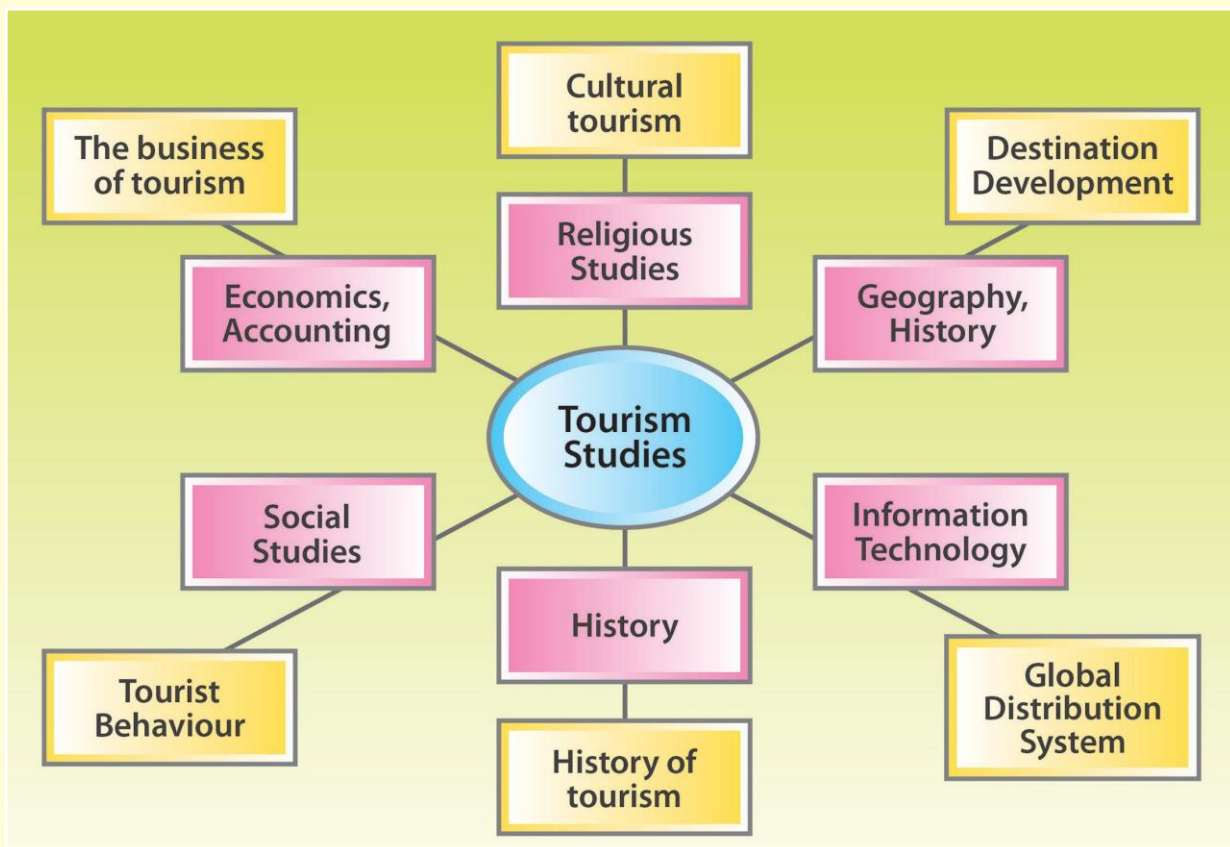 Cultural
tourism
The business
of tourism
Destination
Development
Religious
Studies
Economics,
Accounting
Geography,
History
Tourism
Studies
Social
Studies
Information
Technology
History
Tourist
Behaviour
Global
Distribution
System
History of
tourism